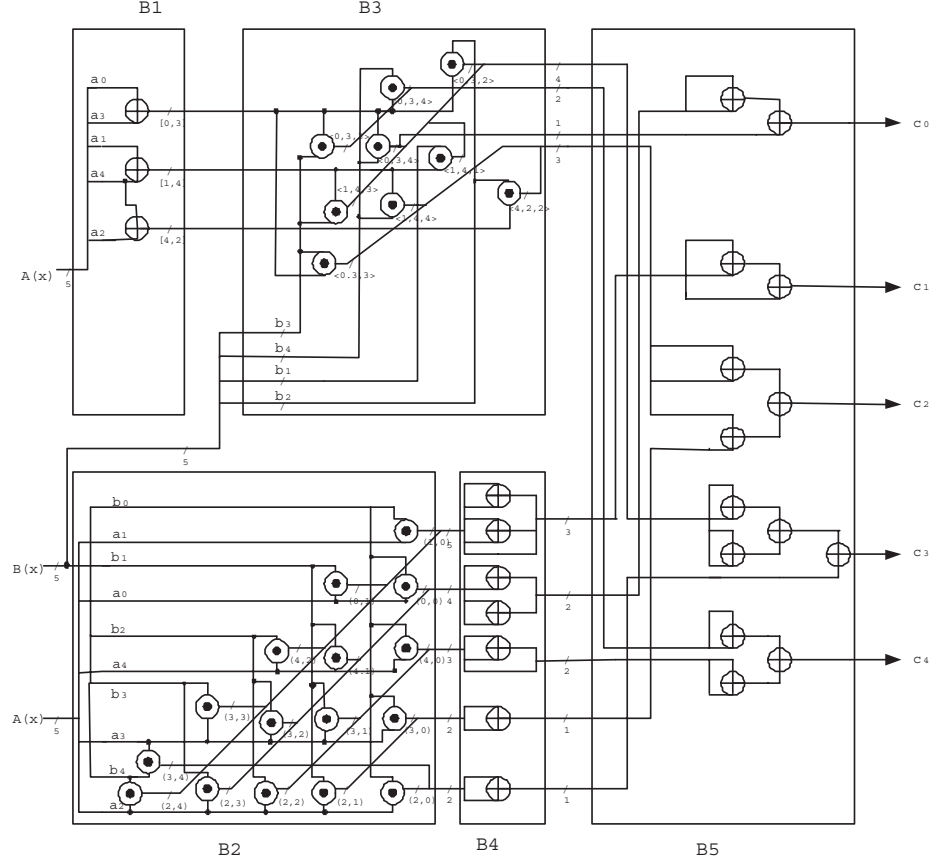 B1
B3
a0
a3
a1
a4
a2
A(x)
5
[0,3]
[1,4]
[4,2]
<0,3,2>
<0,3,4>
<0,3,4>
<1,4,1>
<1,4,3>
<1,4,4>
<4,2,2>
<0.3,3>
4
2
1
3
b3
b4
b1
b2
5
c0
c1
c2
c3
c4
b0
a1
(1,0)
5
3
B(x)
5
b1
a0
(0,1)
(0,0)
4
2
b2
a4
(4,2)
(4.1)
(4,0)
3
2
b3
A(x)
5
a3
(3,3)
(3,2)
(3,1)
(3,0)
2
1
b4
a2
(3,4)
(2,4)
(2,3)
(2,2)
(2,1)
(2,0)
2
1
B2
B4
B5